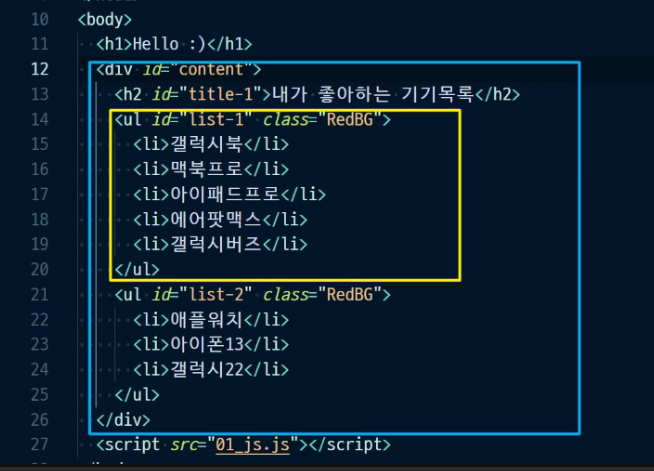 10 <body>
11 <h1>Hello :)</h1>
12 <div id="content">
13 <h2 id="title-1">내가 좋아하는 기기목록</h2>
14 <ul id="list-1" class="RedBG">
15 <li>갤럭시북</li>
16 <li>맥북프로</li>
17 <li>아이패드프로</li>
18 <li>에어팟맥스</li>
19 <li>갤럭시버즈</li>
20 </ul>
21 <ul id="list-2" class="RedBG">
22 <li>애플워치</li>
23 <li>아이폰13</li>
24 <li>갤럭시22</li>
25 </ul>
26 </div>
27 <script src="01_js.js"></script>